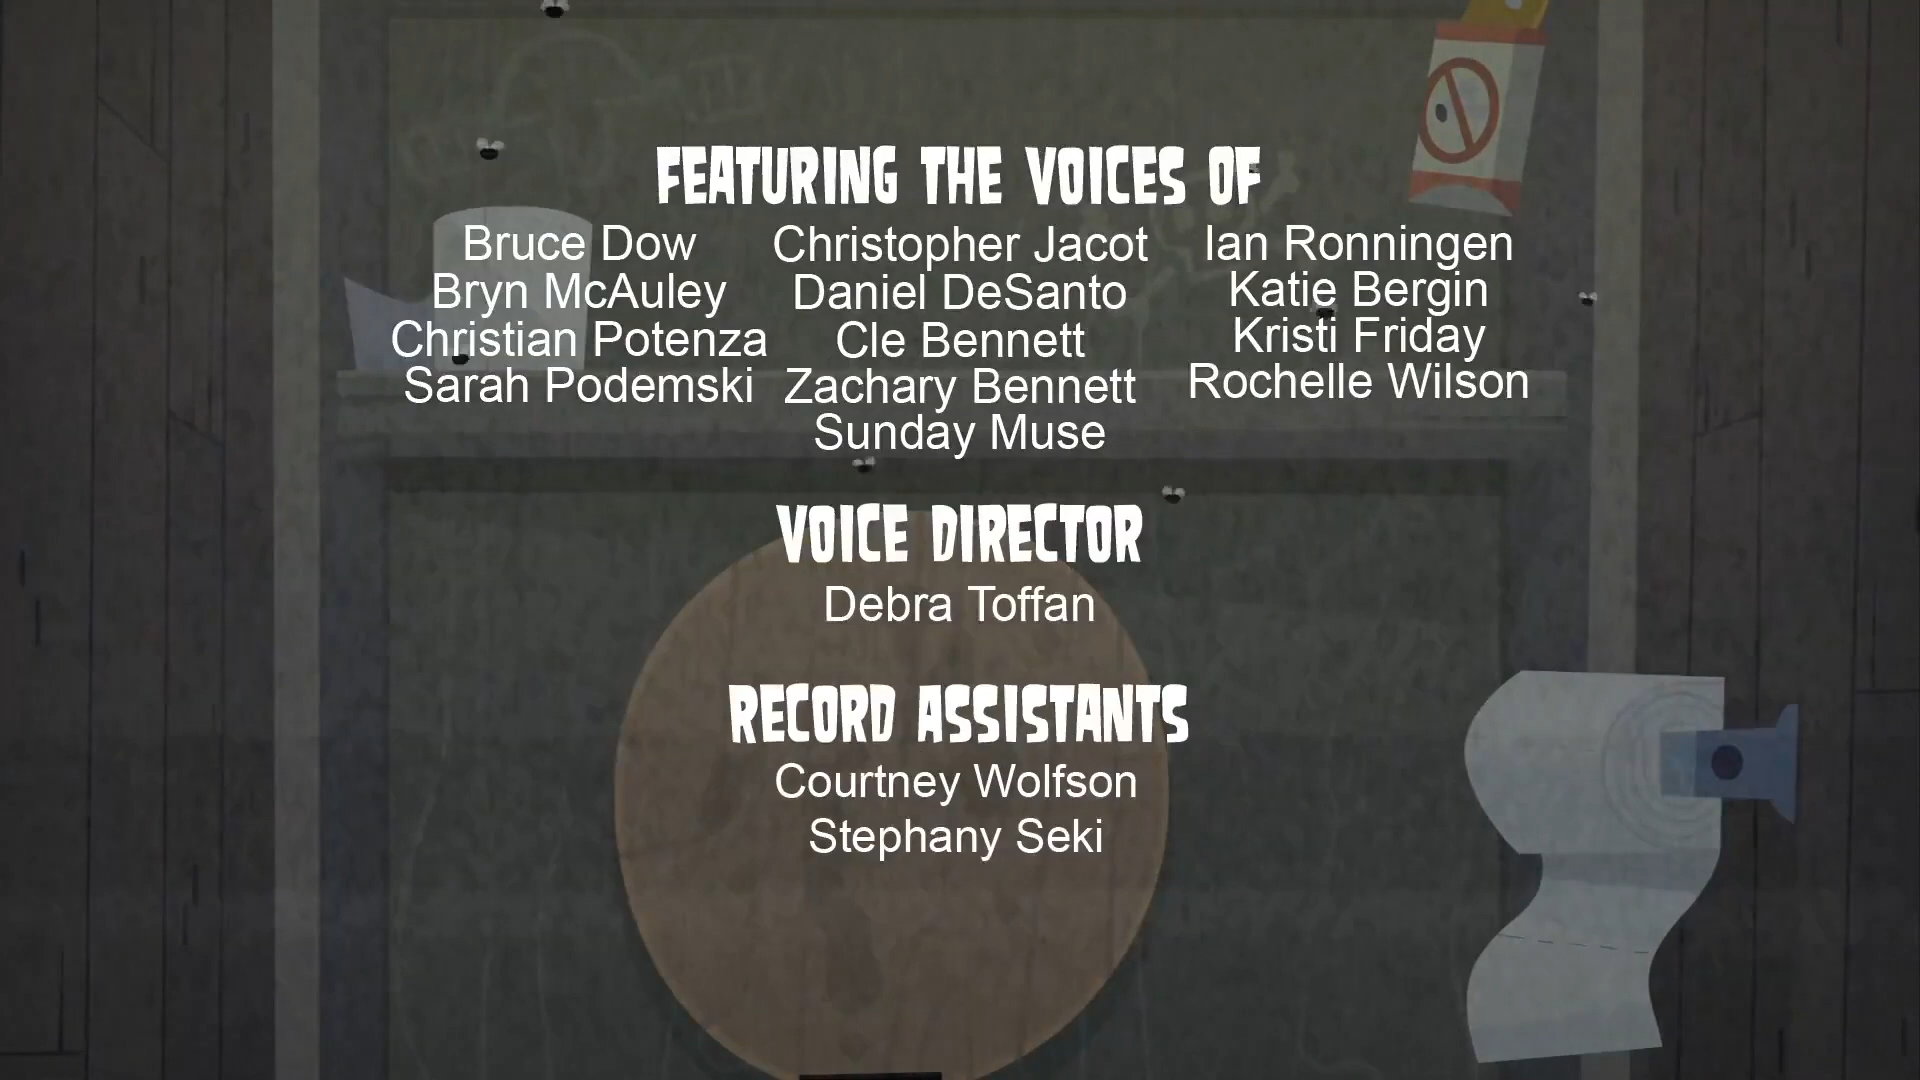 FEATURING THE VOICES OF
Bruce Dow Christopher Jacot Ian Ronningen
Bryn McAuley Daniel DeSanto Katie Bergin
Christian Potenza Cle Bennett Kristi Friday
Sarah Podemski Zachary Bennett Rochelle Wilson
Sunday Muse
VOICE DIRECTOR
Debra Toffan
RECORD ASSISTANTS
Courtney Wolfson
Stephany Seki